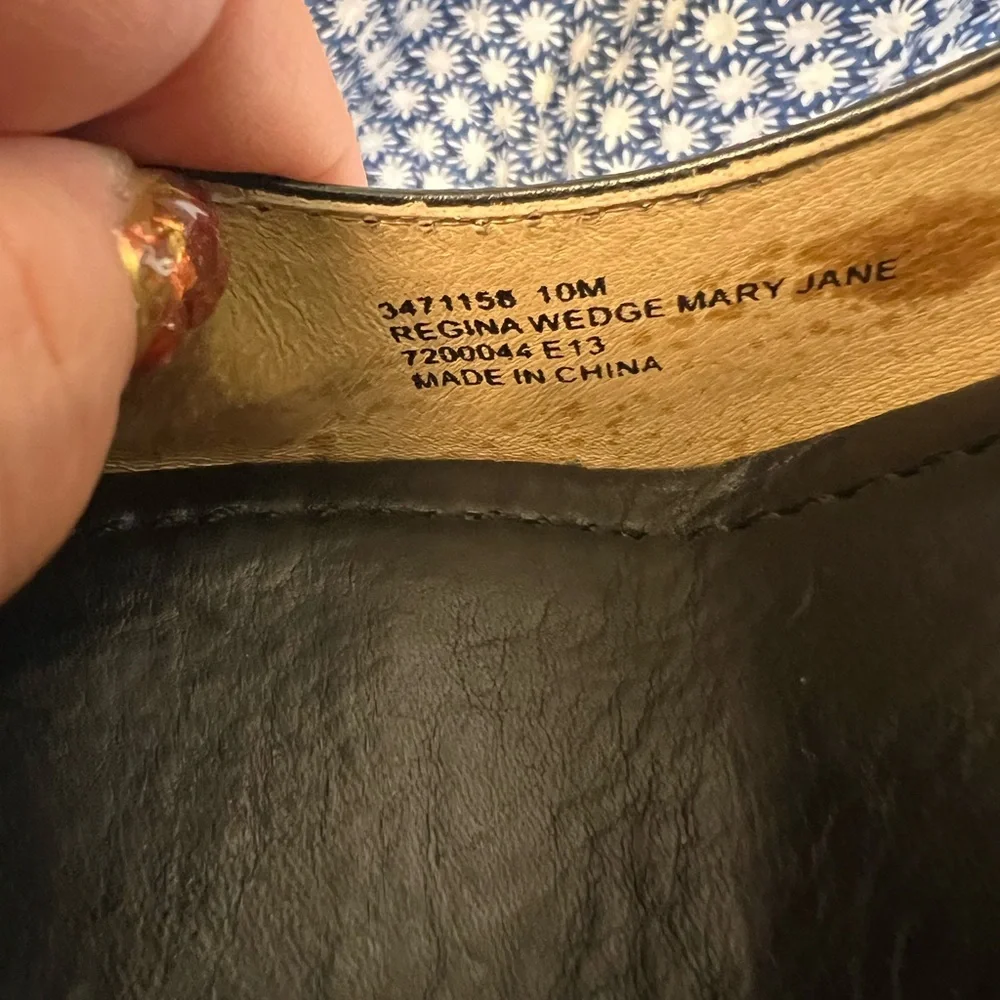 3471158 10M
REGINA WEDGE MARY JANE
7200044 E13
MADE IN CHINA